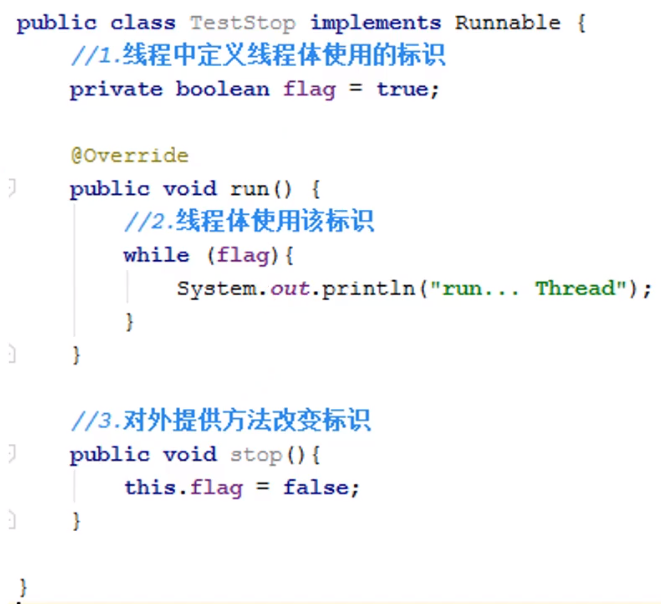 public class TestStop implements Runnable {
//1.线程中定义线程体使用的标识
private boolean flag = true;
@Override
public void run() {
//2.线程体使用该标识
while (flag){
System.out.println("run... Thread");
}
}
//3.对外提供方法改变标识
public void stop(){
this.flag = false;
}
}